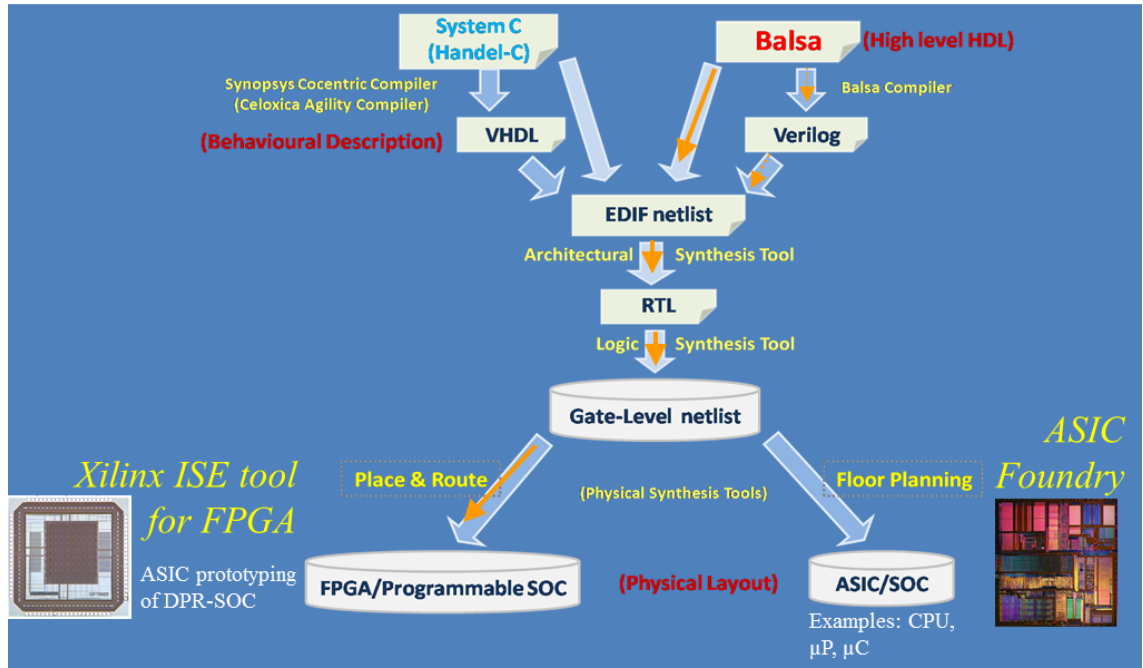 System C
(Handel-C)
Balsa
(High level HDL)
Synopsys Cocentric Compiler
(Celoxica Agility Compiler)
Balsa Compiler
(Behavioural Description)
VHDL
Verilog
EDIF netlist
Architectural
Synthesis Tool
RTL
Logic
Synthesis Tool
Gate-Level netlist
Xilinx ISE tool
for FPGA
Place & Route
(Physical Synthesis Tools)
Floor Planning
ASIC
Foundry
ASIC prototyping
of DPR-SOC
FPGA/Programmable SOC
(Physical Layout)
ASIC/SOC
Examples: CPU,
μP, μC